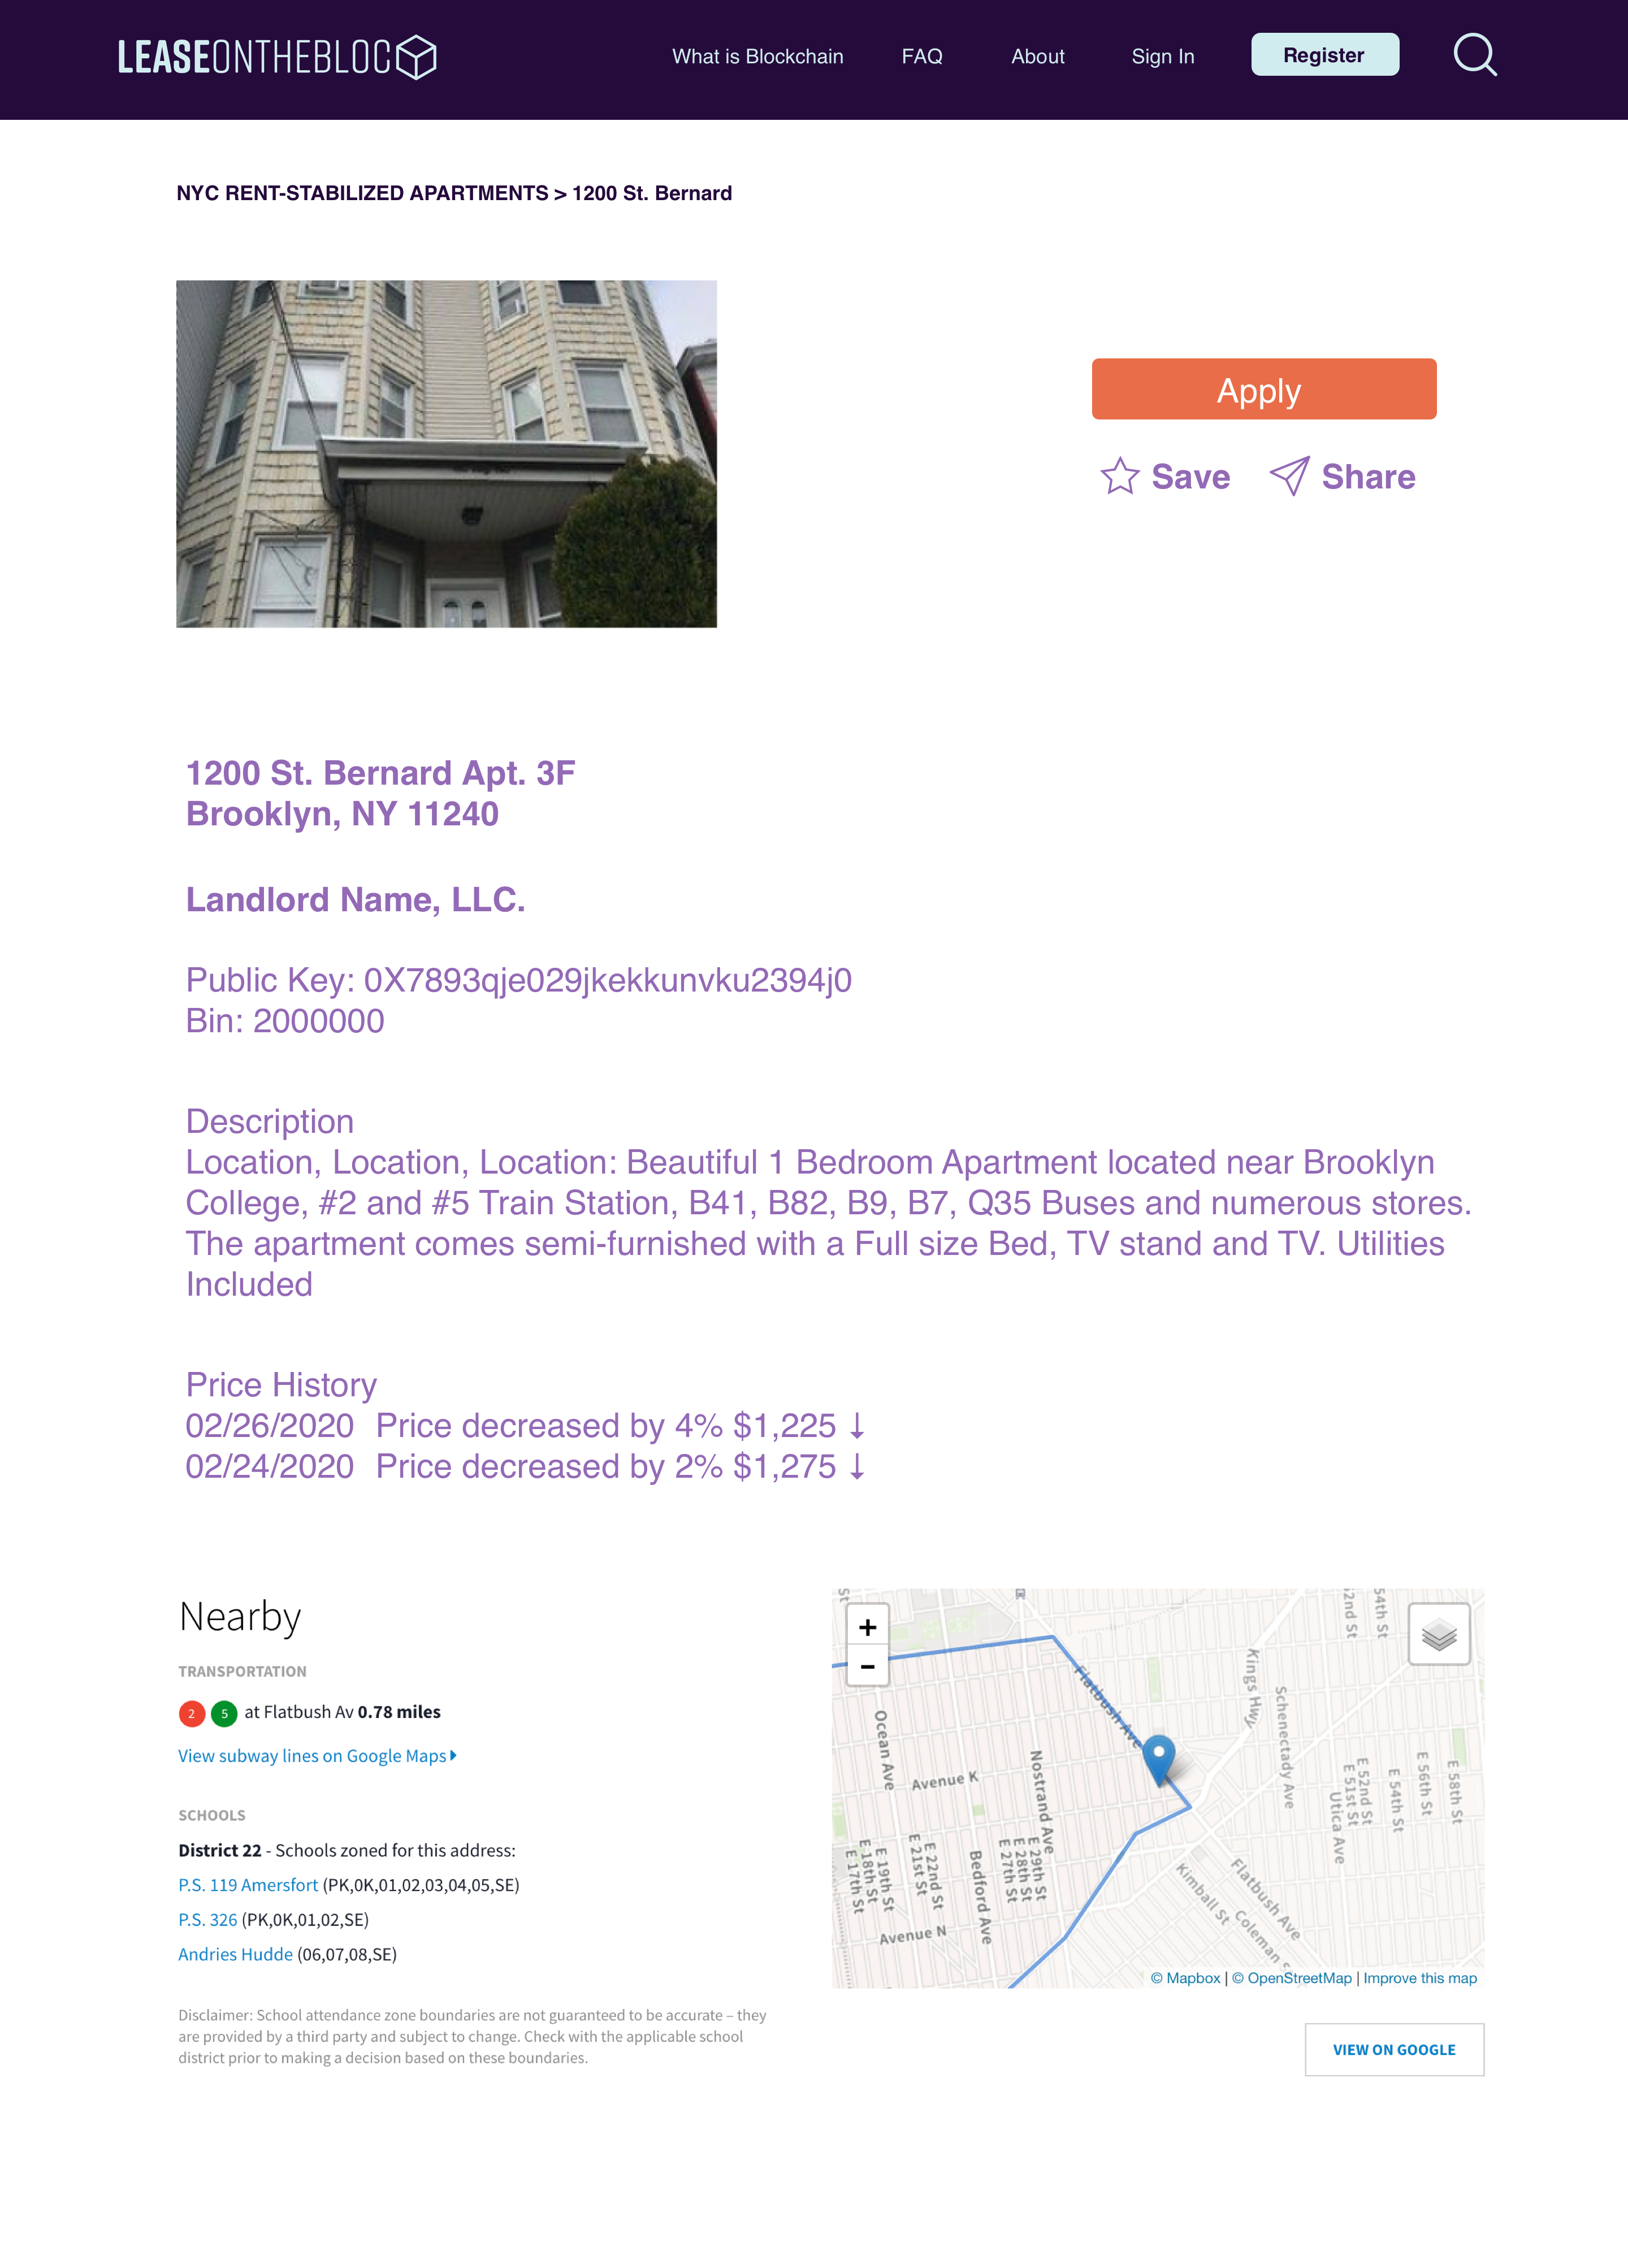 LEASEONTHEBLOC
What is Blockchain
FAQ
About
Sign In
Register
NYC RENT-STABILIZED APARTMENTS > 1200 St. Bernard
Apply
Save
Share
1200 St. Bernard Apt. 3F
Brooklyn, NY 11240
Landlord Name, LLC.
Public Key: 0X7893qje029jkekkunvku2394j0
Bin: 2000000
Description
Location, Location, Location: Beautiful 1 Bedroom Apartment located near Brooklyn
College, #2 and #5 Train Station, B41, B82, B9, B7, Q35 Buses and numerous stores.
The apartment comes semi-furnished with a Full size Bed, TV stand and TV. Utilities
Included
Price History
02/26/2020 Price decreased by 4% $1,225 ↓
02/24/2020 Price decreased by 2% $1,275 ↓
Nearby
TRANSPORTATION
2 5 at Flatbush Av 0.78 miles
View subway lines on Google Maps
SCHOOLS
District 22 - Schools zoned for this address:
P.S. 119 Amersfort (PK,0K,01,02,03,04,05,SE)
P.S. 326 (PK,0K,01,02,SE)
Andries Hudde (06,07,08,SE)
Disclaimer: School attendance zone boundaries are not guaranteed to be accurate – they
are provided by a third party and subject to change. Check with the applicable school
district prior to making a decision based on these boundaries.
+
−
St
2nd St
54th St
Flatbush Ave
Kings Hwy
Schenectady Ave
Ocean Ave
Avenue K
Nostrand Ave
E 52nd St
E 51st St
Utica Ave
E 54th St
E 56th St
E 58th St
E 17th St
E 18th St
E 19th St
E 21st St
E 22nd St
Bedford Ave
E 27th St
E 28th St
E 29th St
Avenue N
Kimball St
Flatbush Ave
Coleman S
© Mapbox | © OpenStreetMap | Improve this map
VIEW ON GOOGLE